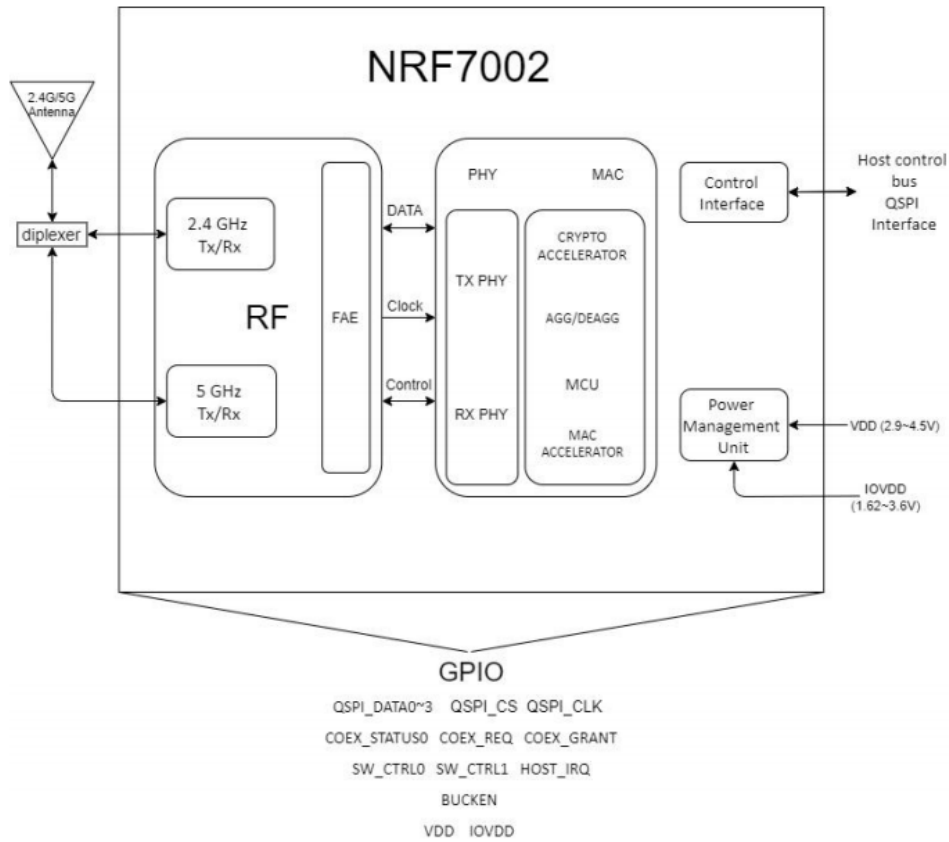 NRF7002
2.4G/5G
Antenna
diplexer
2.4 GHz
Tx/Rx
5 GHz
Tx/Rx
RF
FAE
DATA
Clock
Control
PHY
MAC
TX PHY
RX PHY
CRYPTO
ACCELERATOR
AGG/DEAGG
MCU
MAC
ACCELERATOR
Control
Interface
Host control
bus
QSPI
Interface
Power
Management
Unit
VDD (2.9~4.5V)
IOVDD
(1.62~3.6V)
GPIO
QSPI_DATA0~3 QSPI_CS QSPI_CLK
COEX_STATUS0 COEX_REQ COEX_GRANT
SW_CTRL0 SW_CTRL1 HOST_IRQ
BUCKEN
VDD IOVDD